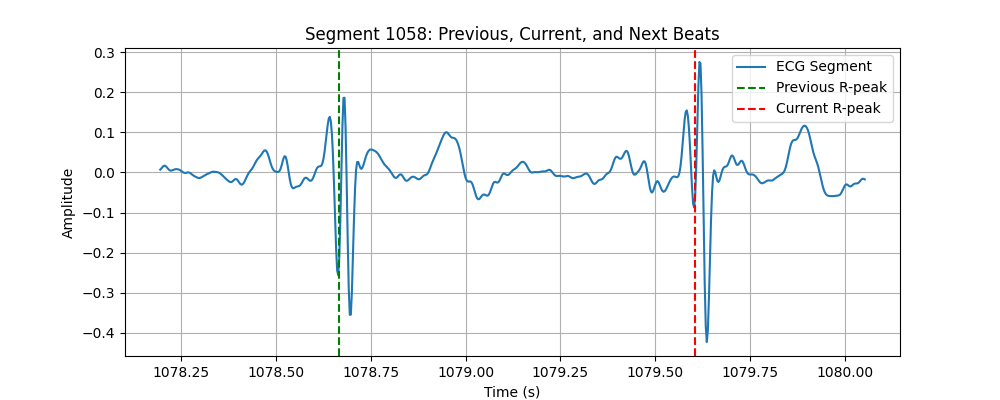 Segment 1058: Previous, Current, and Next Beats
ECG Segment
Previous R-peak
Current R-peak
Amplitude
0.3
0.2
0.1
0.0
−0.1
−0.2
−0.3
−0.4
1078.25 1078.50 1078.75 1079.00 1079.25 1079.50 1079.75 1080.00
Time (s)